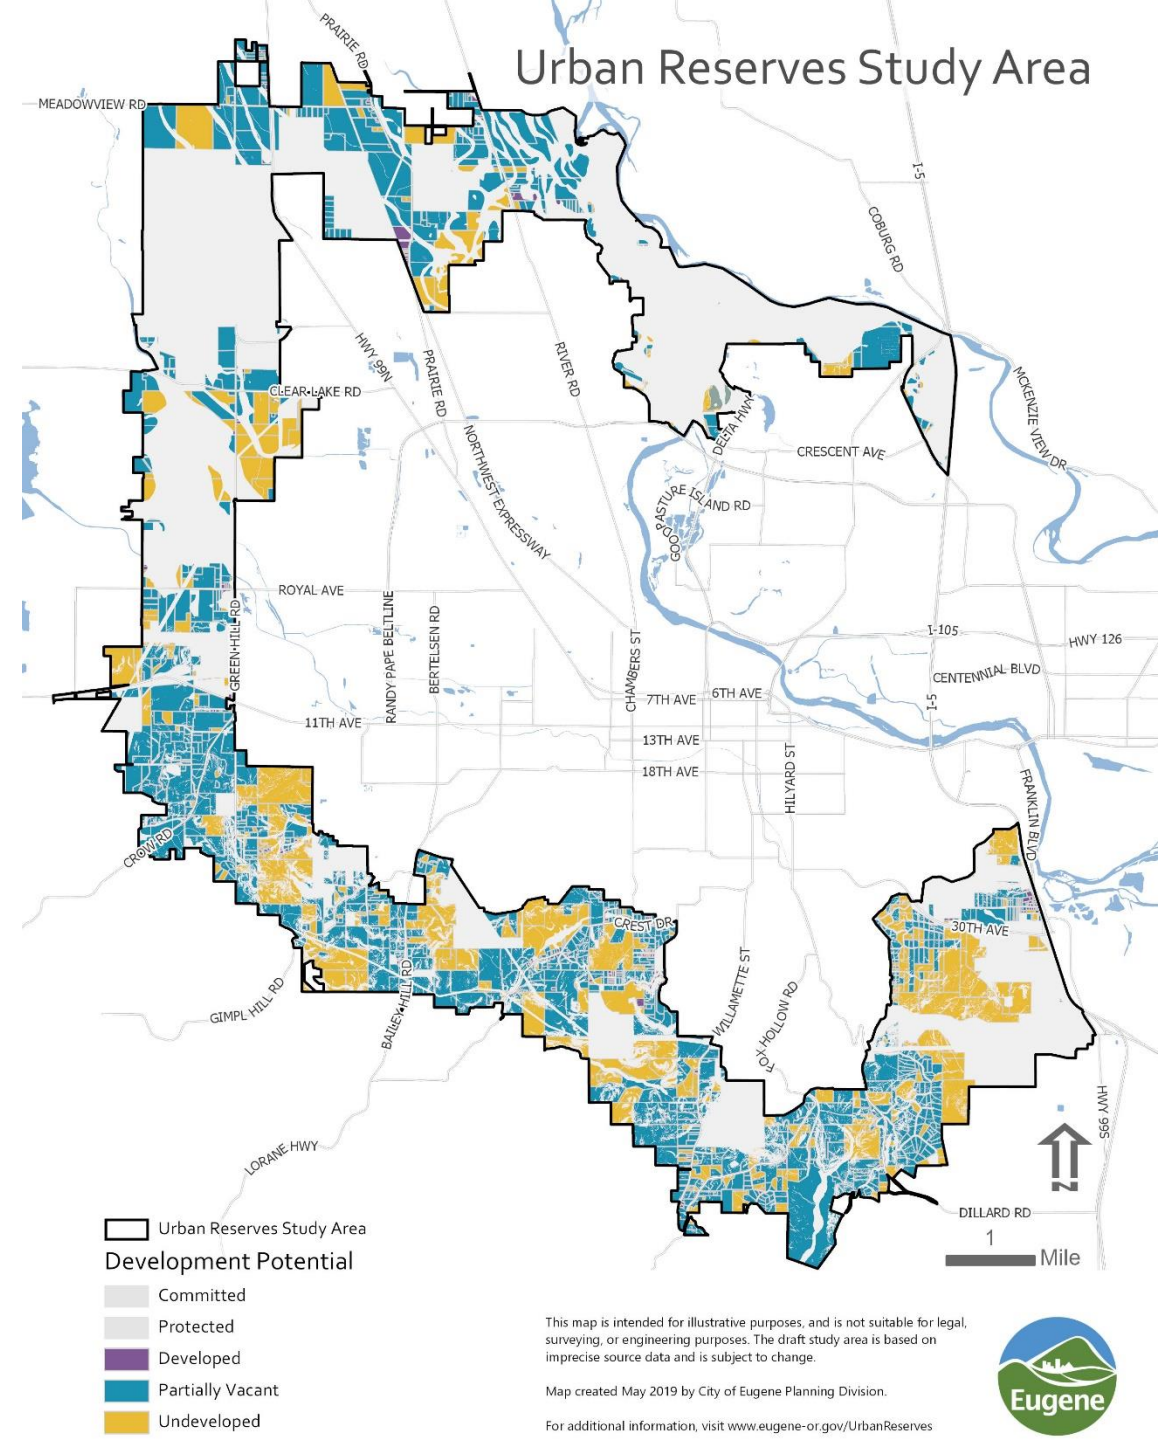 Urban Reserves Study Area
PRAIRIE RD
MEADOWVIEW RD
I-5
COBURG RD
HWY 99N
PRAIRIE RD
RIVER RD
CLEAR LAKE RD
MCKENZIE VIEW DR
DELTA HWY
CRESCENT AVE
NORTHWEST EXPRESSWAY
GOODPASTURE ISLAND RD
ROYAL AVE
GREEN HILL RD
RANDY PAPE BELTLINE
BERTELSEN RD
CHAMBERS ST
I-105
HWY 126
CENTENNIAL BLVD
7TH AVE
6TH AVE
I-5
11TH AVE
13TH AVE
18TH AVE
HILYARD ST
FRANKLIN BLVD
CROW RD
CREST DR
30TH AVE
WILLAMETTE ST
FOX HOLLOW RD
GIMPL HILL RD
BAILEY HILL RD
HWY 99S
LORANE HWY
N
DILLARD RD
1
Mile
Urban Reserves Study Area
Development Potential
Committed
Protected
Developed
Partially Vacant
Undeveloped
This map is intended for illustrative purposes, and is not suitable for legal,
surveying, or engineering purposes. The draft study area is based on
imprecise source data and is subject to change.
Map created May 2019 by City of Eugene Planning Division.
For additional information, visit www.eugene-or.gov/UrbanReserves
Eugene